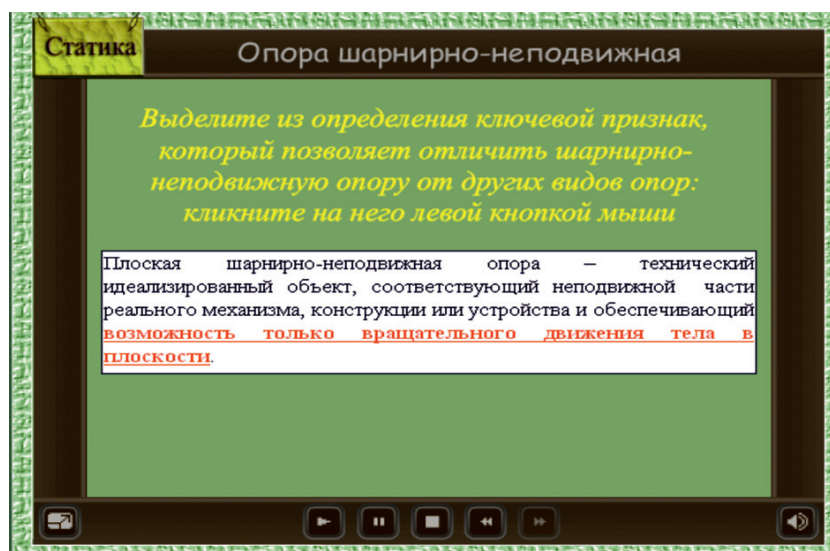 Статика
Опора шарнирно-неподвижная
Выделите из определения ключевой признак,
который позволяет отличить шарнирно-
неподвижную опору от других видов опор:
кликните на него левой кнопкой мыши
Плоская шарнирно-неподвижная опора – технический
идеализированный объект, соответствующий неподвижной части
реального механизма, конструкции или устройства и обеспечивающий
возможность только вращательного движения тела в
плоскости.